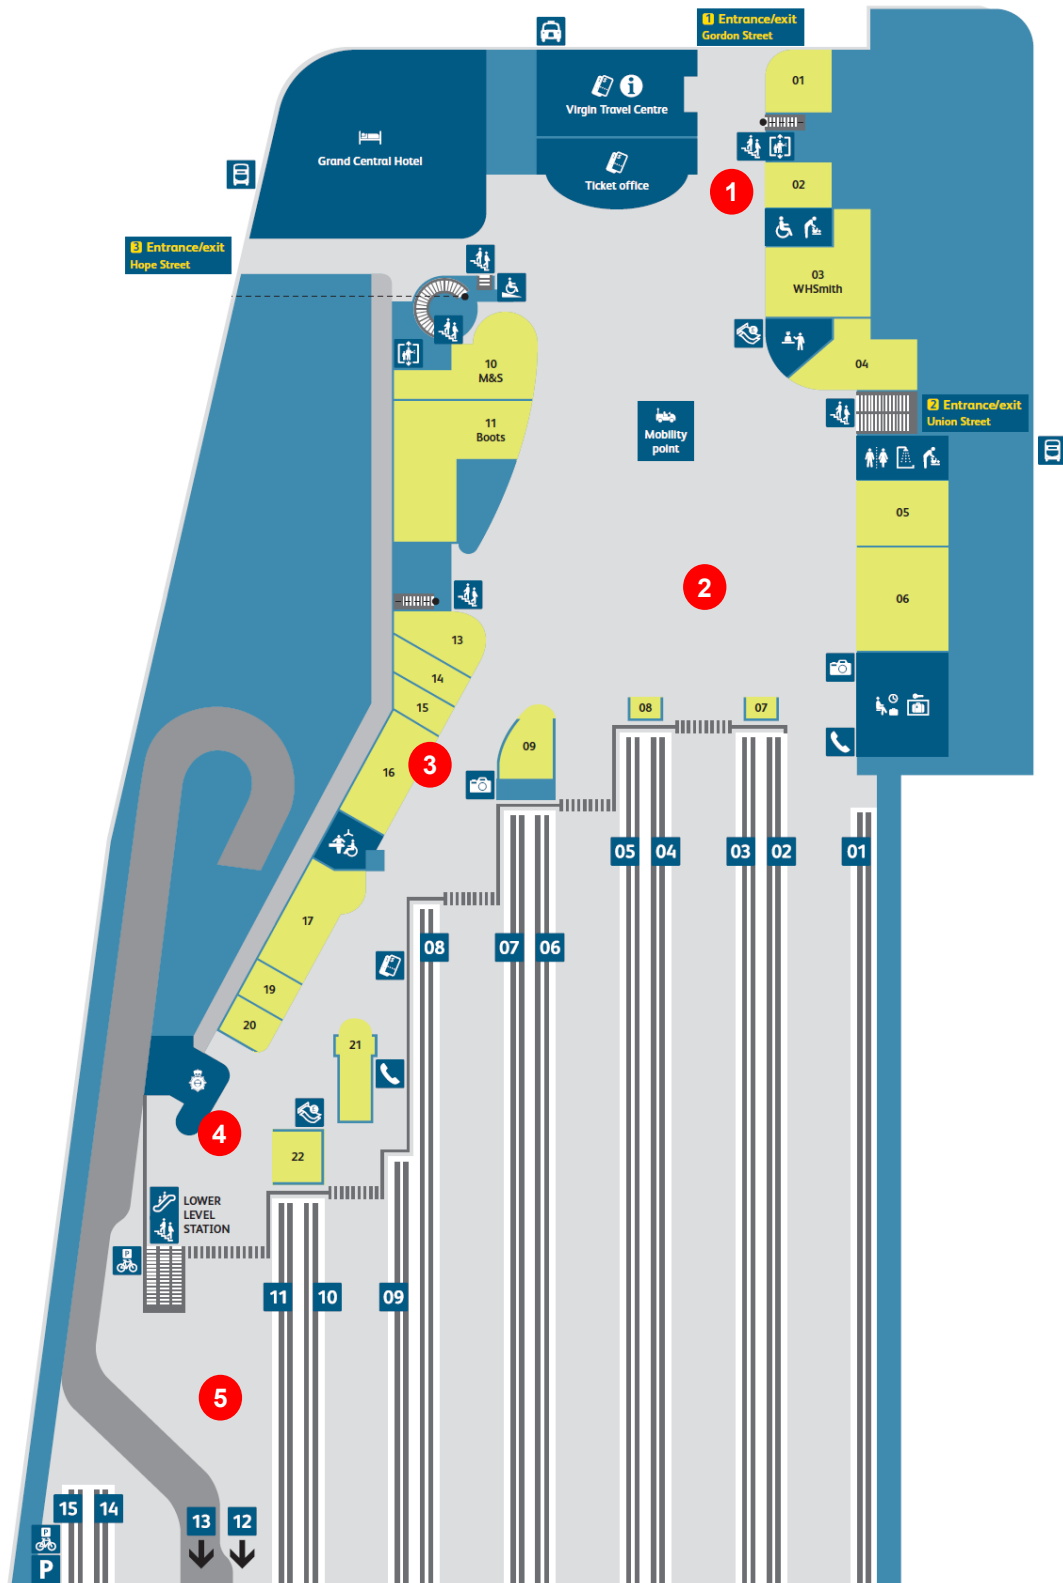 1 Entrance/exit
Gordon Street
01
Virgin Travel Centre
Grand Central Hotel
Ticket office
02
1
3 Entrance/exit
Hope Street
03
WHSmith
10
M&S
04
11
Boots
Mobility
point
2 Entrance/exit
Union Street
05
2
06
13
14
15
08
07
09
16
3
05
04
03
02
01
17
08
07
06
19
20
21
4
22
LOWER
LEVEL
STATION
P
11
10
09
5
15
14
13
12
P
P